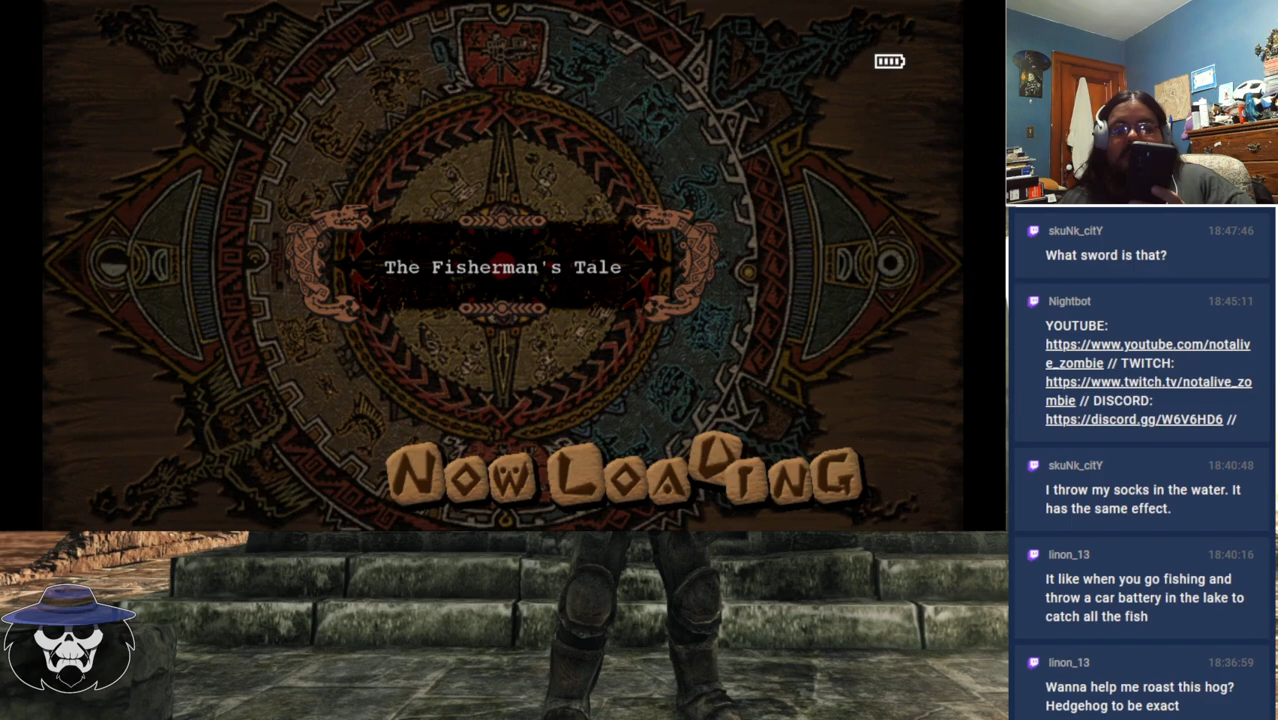 The Fisherman's Tale
Now Loading
skuNk_citY 18:47:46
What sword is that?
Nightbot 18:45:11
YOUTUBE:
https://www.youtube.com/notaliv
e_zombie // TWITCH:
https://www.twitch.tv/notalive_zo
mbie // DISCORD:
https://discord.gg/W6V6HD6 //
skuNk_citY 18:40:48
I throw my socks in the water. It
has the same effect.
linon_13 18:40:16
It like when you go fishing and
throw a car battery in the lake to
catch all the fish
linon_13 18:36:59
Wanna help me roast this hog?
Hedgehog to be exact